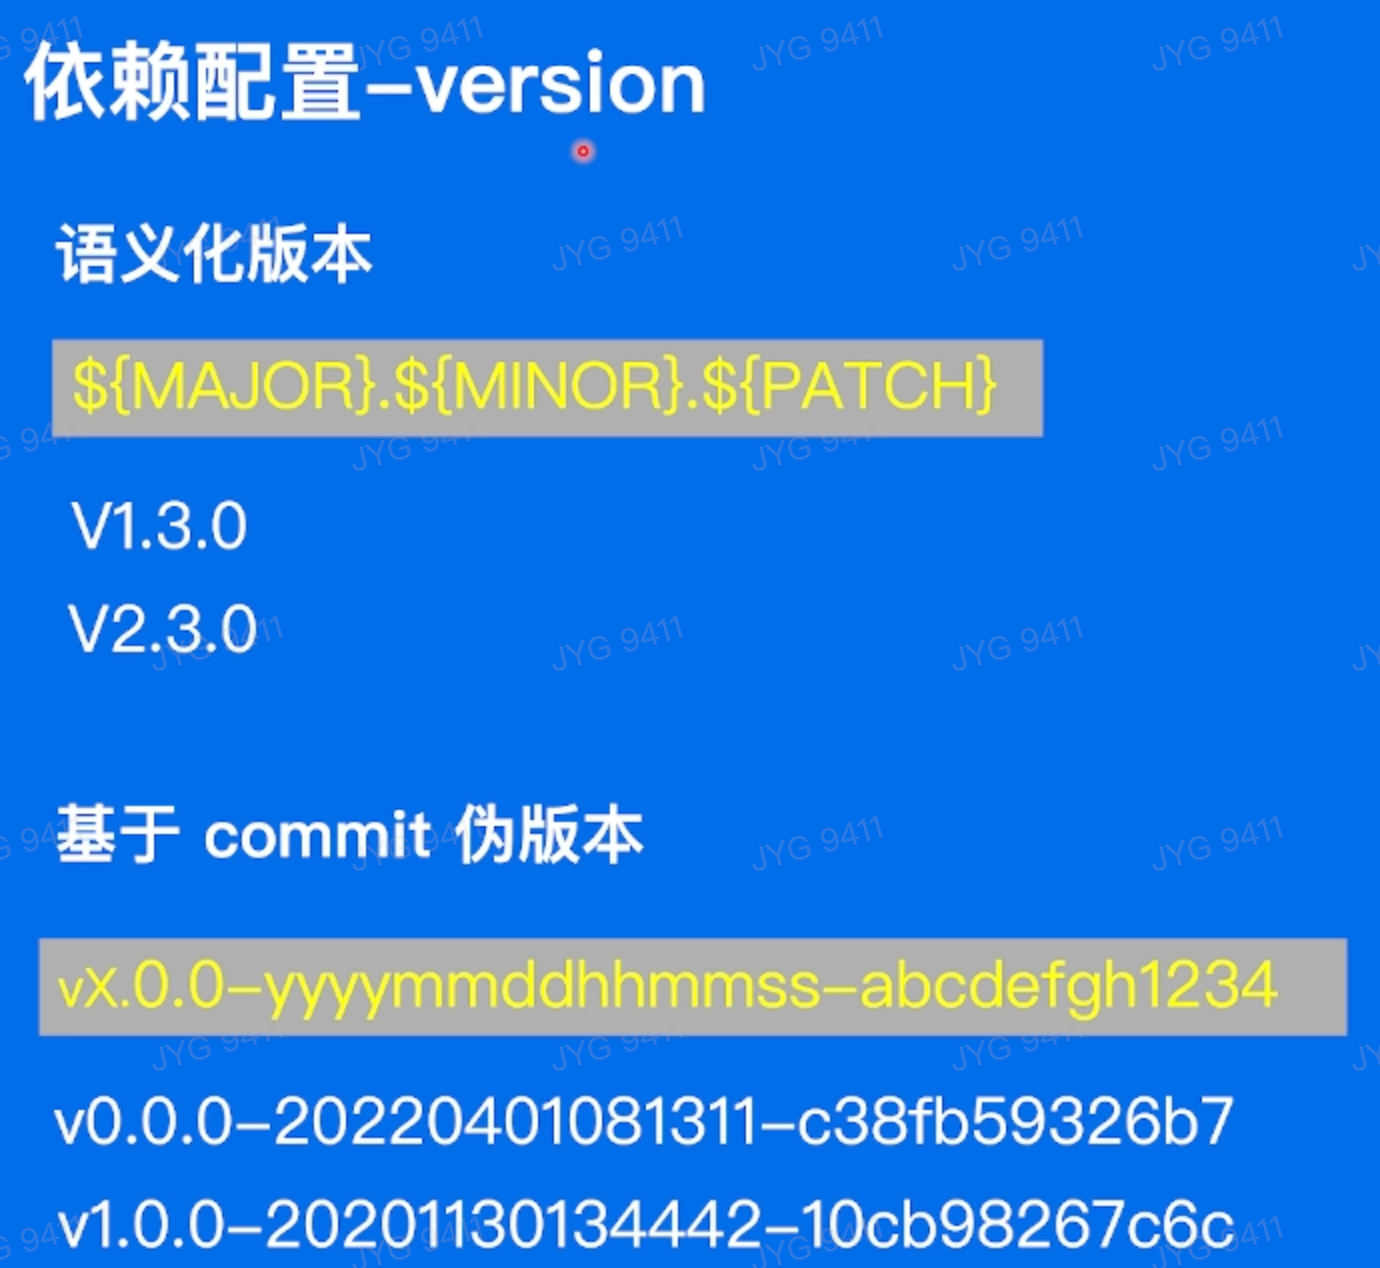 依赖配置–version
语义化版本
${MAJOR}.${MINOR}.${PATCH}
V1.3.0
V2.3.0
基于 commit 伪版本
vX.0.0–yyyymmddhhmmss–abcdefgh1234
v0.0.0–20220401081311–c38fb59326b7
v1.0.0–20201130134442–10cb98267c6c
JYG 9411